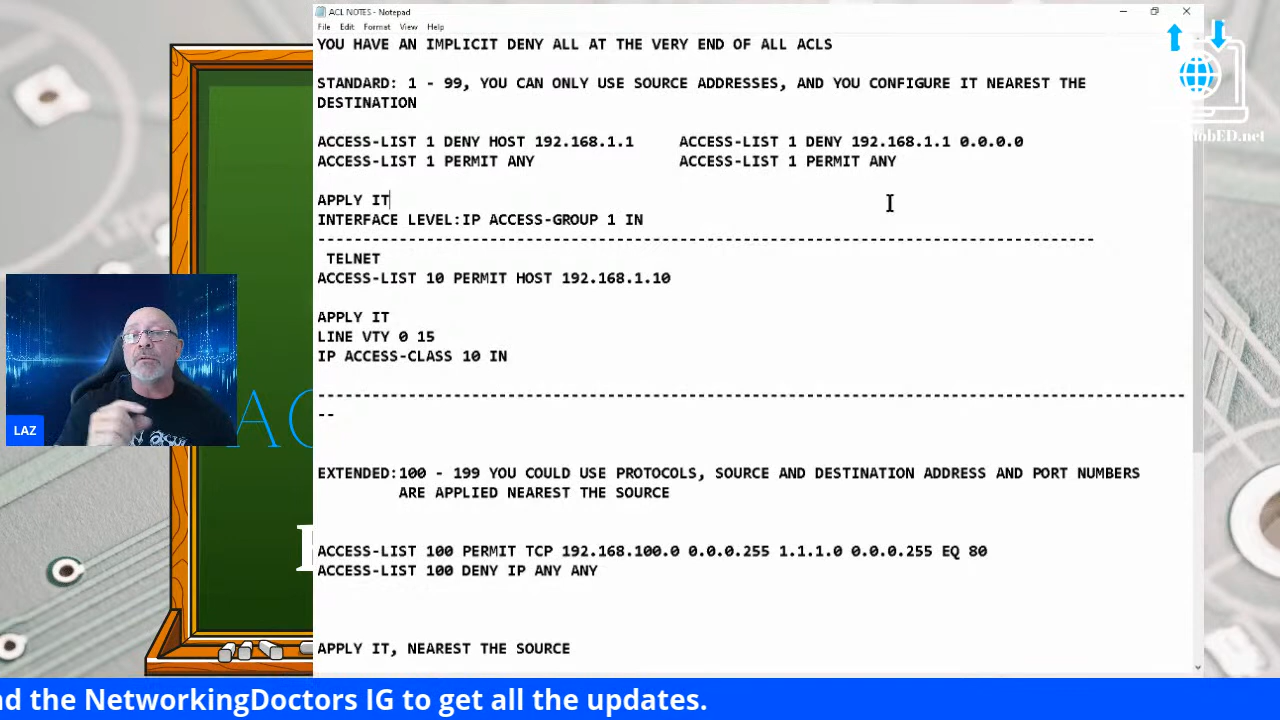 ACL NOTES - Notepad
File Edit Format View Help
YOU HAVE AN IMPLICIT DENY ALL AT THE VERY END OF ALL ACLS
STANDARD: 1 - 99, YOU CAN ONLY USE SOURCE ADDRESSES, AND YOU CONFIGURE IT NEAREST THE
DESTINATION
ACCESS-LIST 1 DENY HOST 192.168.1.1 ACCESS-LIST 1 DENY 192.168.1.1 0.0.0.0
ACCESS-LIST 1 PERMIT ANY ACCESS-LIST 1 PERMIT ANY
APPLY IT
INTERFACE LEVEL:IP ACCESS-GROUP 1 IN
--------------------------------------------------------------------------------------
TELNET
ACCESS-LIST 10 PERMIT HOST 192.168.1.10
APPLY IT
LINE VTY 0 15
IP ACCESS-CLASS 10 IN
------------------------------------------------------------------------------------------------
--
EXTENDED:100 - 199 YOU COULD USE PROTOCOLS, SOURCE AND DESTINATION ADDRESS AND PORT NUMBERS
ARE APPLIED NEAREST THE SOURCE
ACCESS-LIST 100 PERMIT TCP 192.168.100.0 0.0.0.255 1.1.1.0 0.0.0.255 EQ 80
ACCESS-LIST 100 DENY IP ANY ANY
APPLY IT, NEAREST THE SOURCE
LAZ
AC
obED.net
nd the NetworkingDoctors IG to get all the updates.